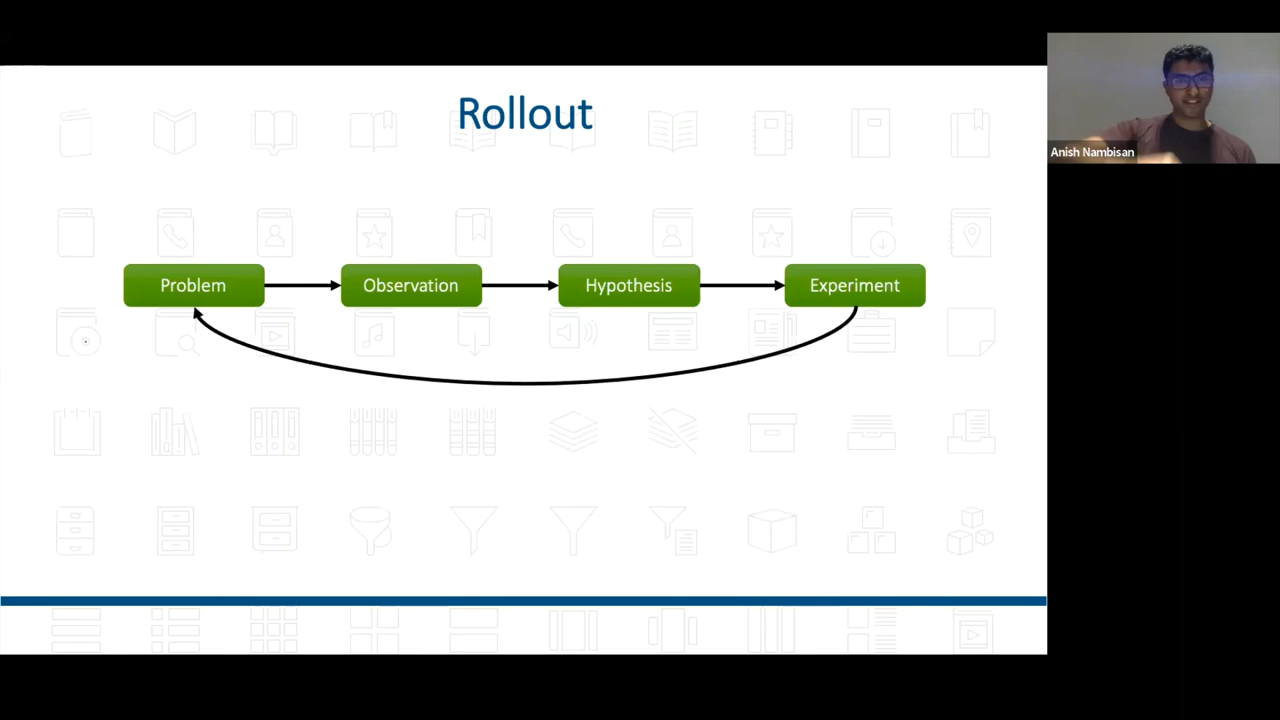 Rollout
Anish Nambisan
Problem
Observation
Hypothesis
Experiment